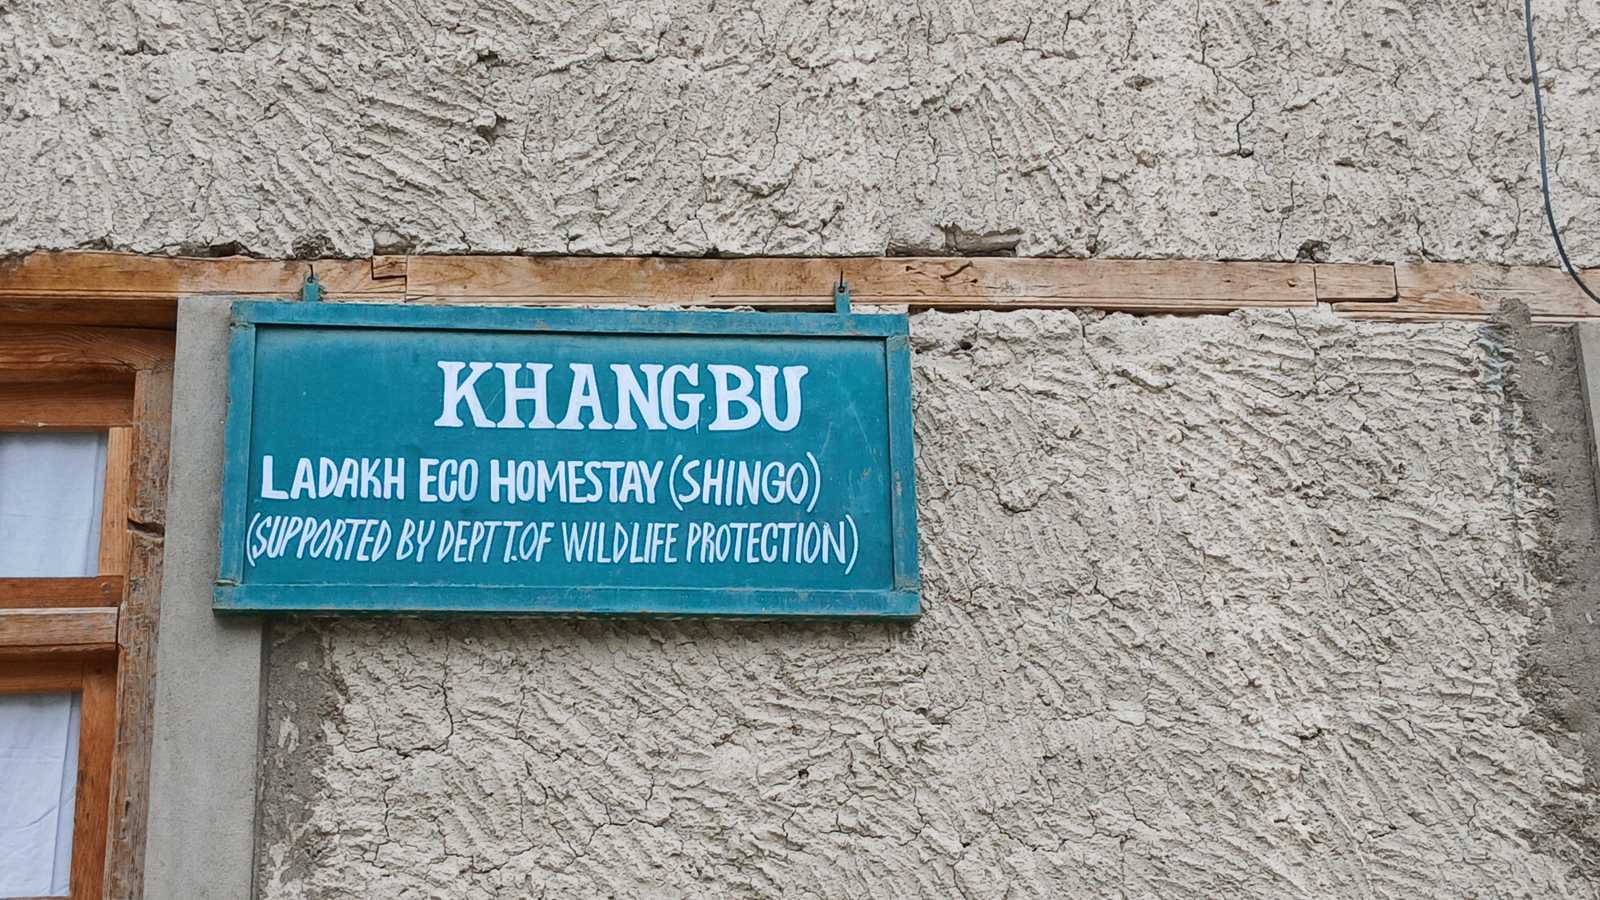 KHANGBU
LADAKH ECO HOMESTAY (SHINGO)
(SUPPORTED BY DEPTT.OF WILDLIFE PROTECTION)